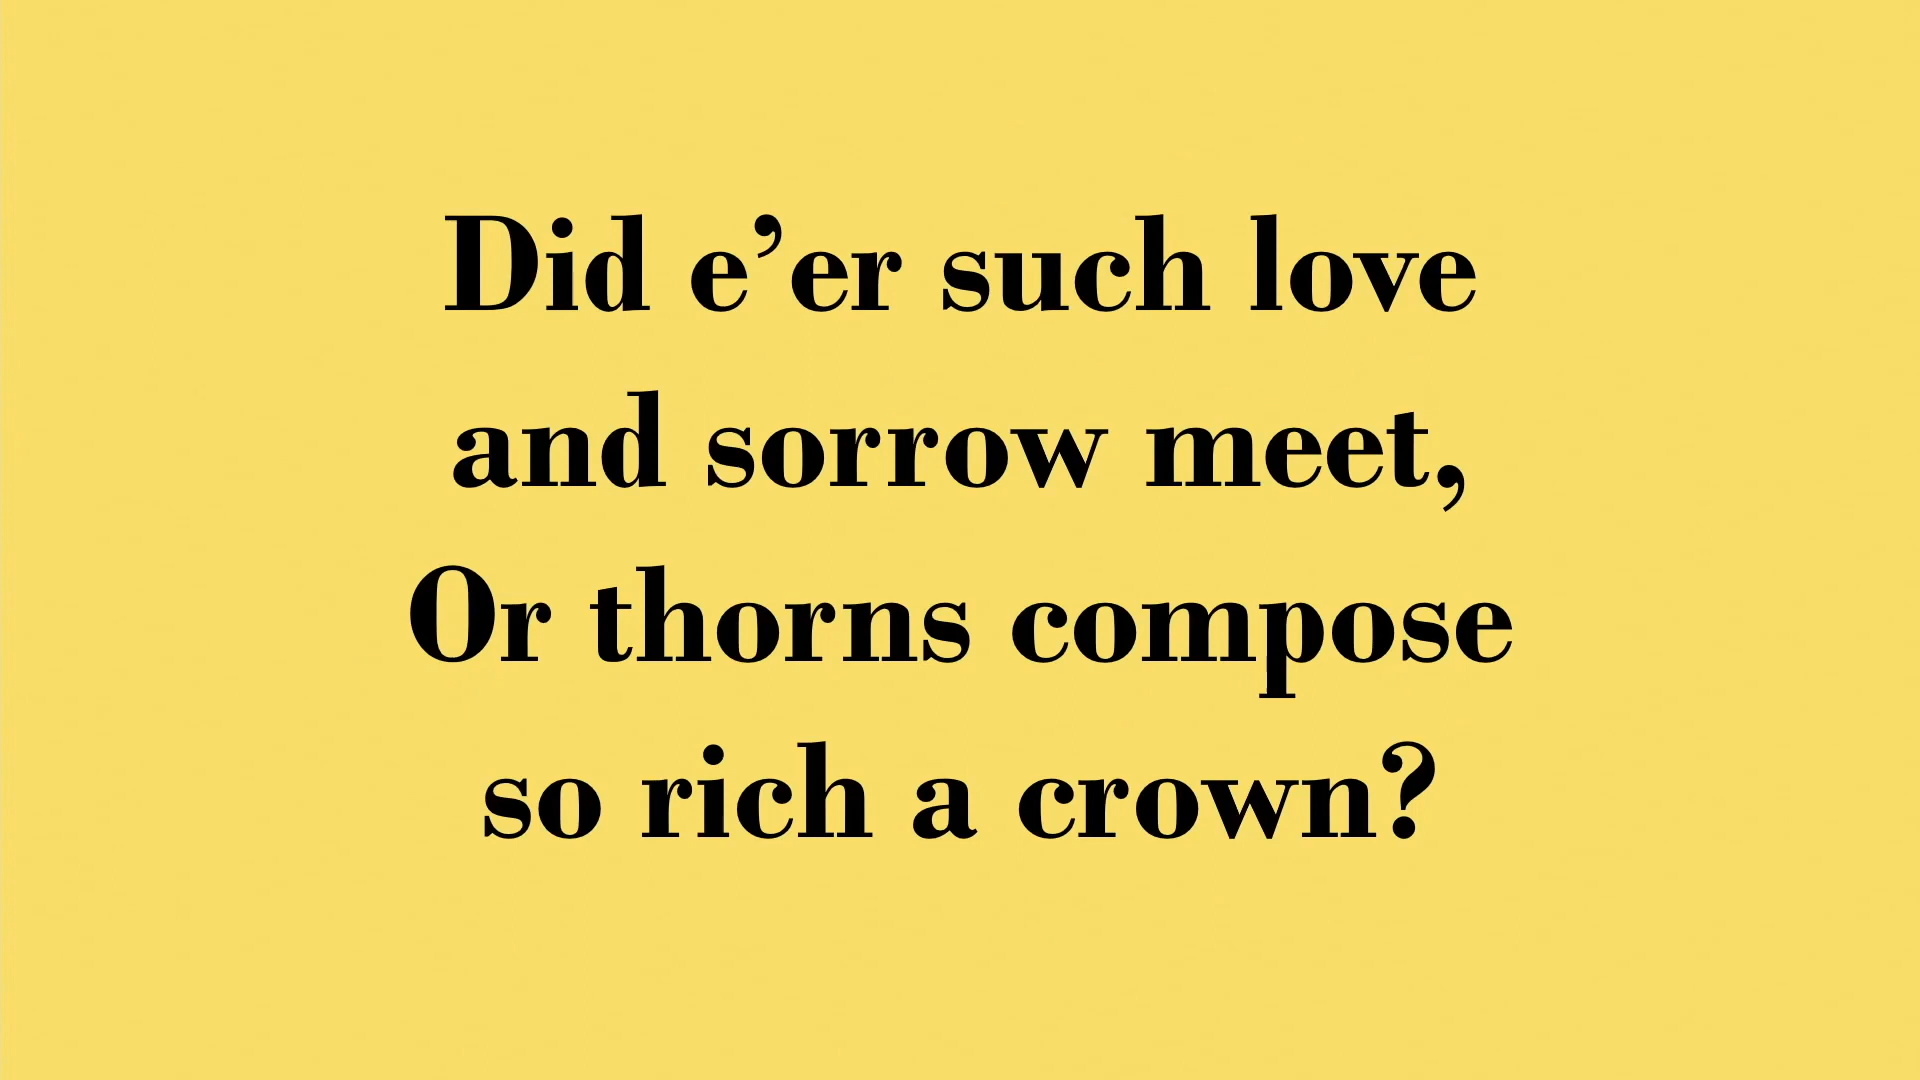 Did e’er such love
and sorrow meet,
Or thorns compose
so rich a crown?